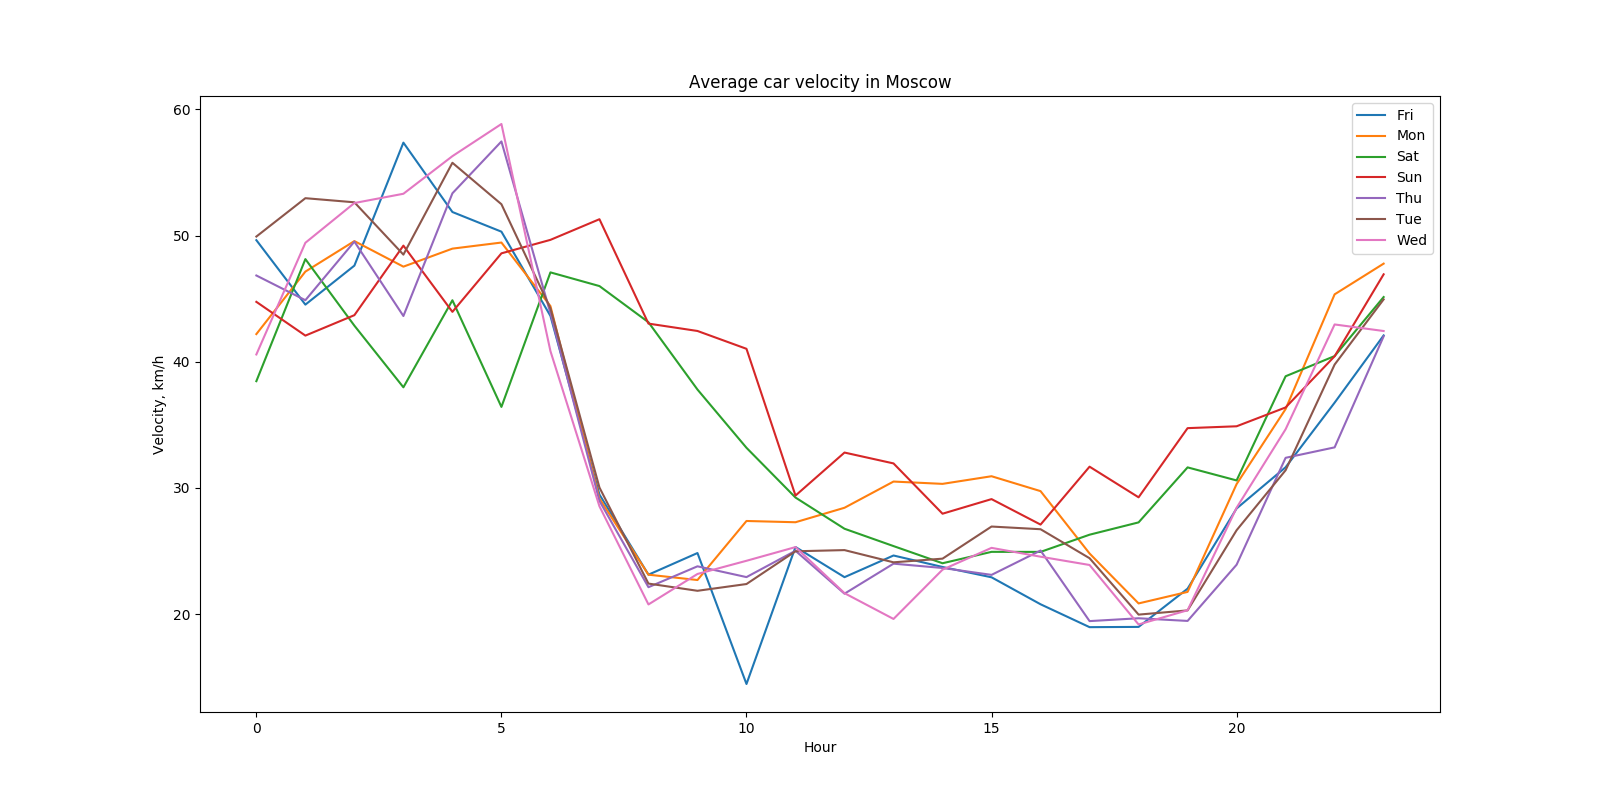 Average car velocity in Moscow
60
50
40
30
20
Velocity, km/h
0 5 10 15 20
Hour
Fri
Mon
Sat
Sun
Thu
Tue
Wed